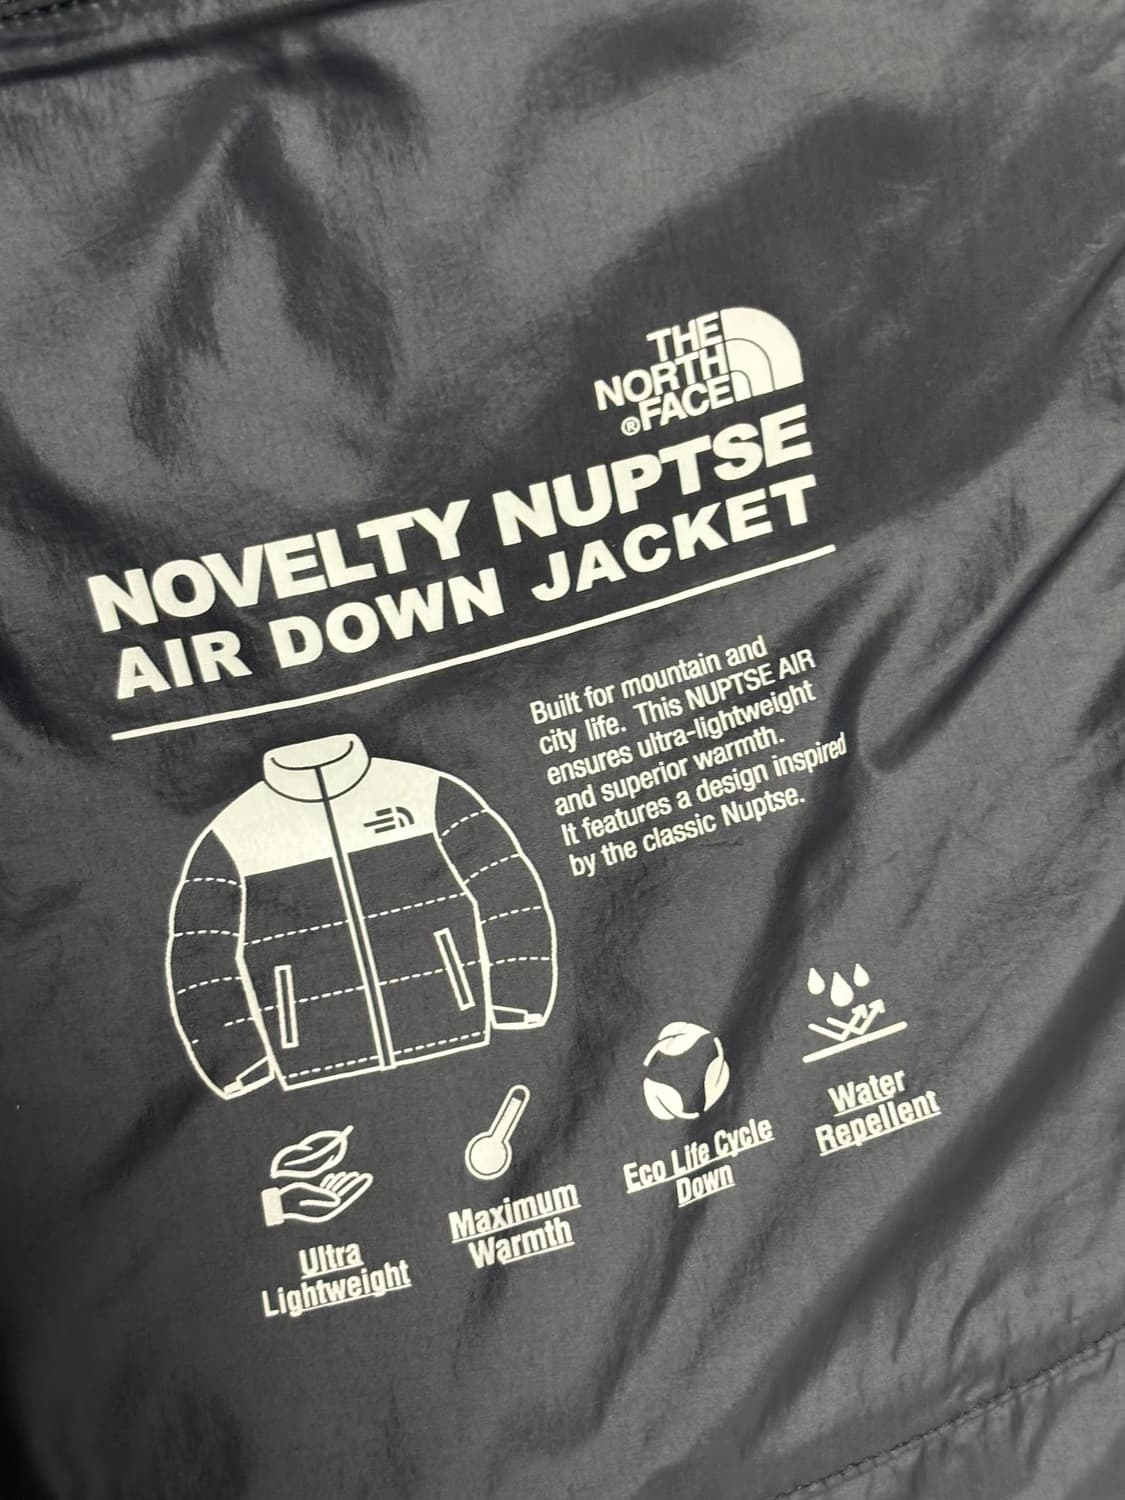 THE
NORTH
®FACE
NOVELTY NUPTSE
AIR DOWN JACKET
Built for mountain and
city life. This NUPTSE AIR
ensures ultra-lightweight
and superior warmth.
It features a design inspired
by the classic Nuptse.
Ultra
Lightweight
Maximum
Warmth
Eco Life Cycle
Down
Water
Repellent